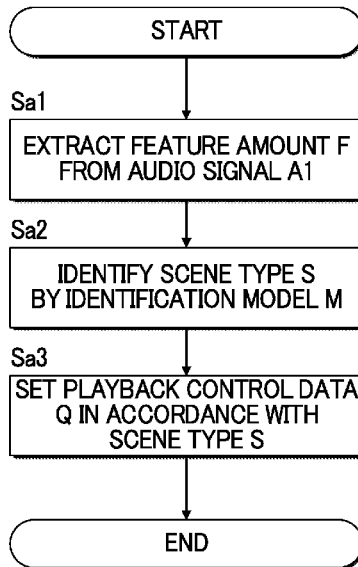 START
Sa1
EXTRACT FEATURE AMOUNT F
FROM AUDIO SIGNAL A1
Sa2
IDENTIFY SCENE TYPE S
BY IDENTIFICATION MODEL M
Sa3
SET PLAYBACK CONTROL DATA
Q IN ACCORDANCE WITH
SCENE TYPE S
END